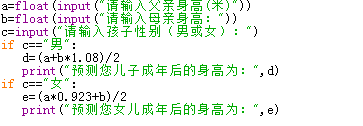 a=float(input("请输入父亲身高(米)"))
b=float(input("请输入母亲身高："))
c=input("请输入孩子性别（男或女）：")
if c=="男":
    d=(a+b*1.08)/2
    print("预测您儿子成年后的身高为：",d)
if c=="女":
    e=(a*0.923+b)/2
    print("预测您女儿成年后的身高为：",e)